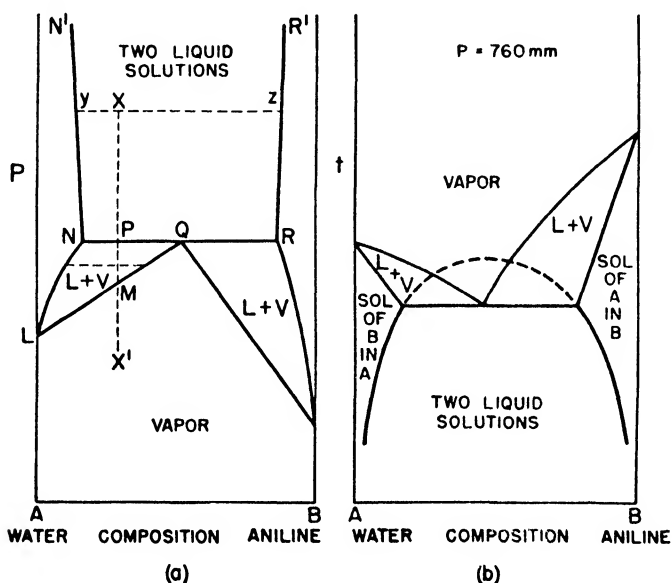 N' R'
TWO LIQUID
SOLUTIONS
y X z
P
N P Q R
L+V
M
L+V
L
X'
VAPOR
A B
WATER COMPOSITION ANILINE
(a)
P = 760 mm
t
VAPOR
L+V
L+V
SOL
OF
B
IN
A
SOL
OF
A
IN
B
TWO LIQUID
SOLUTIONS
A B
WATER COMPOSITION ANILINE
(b)